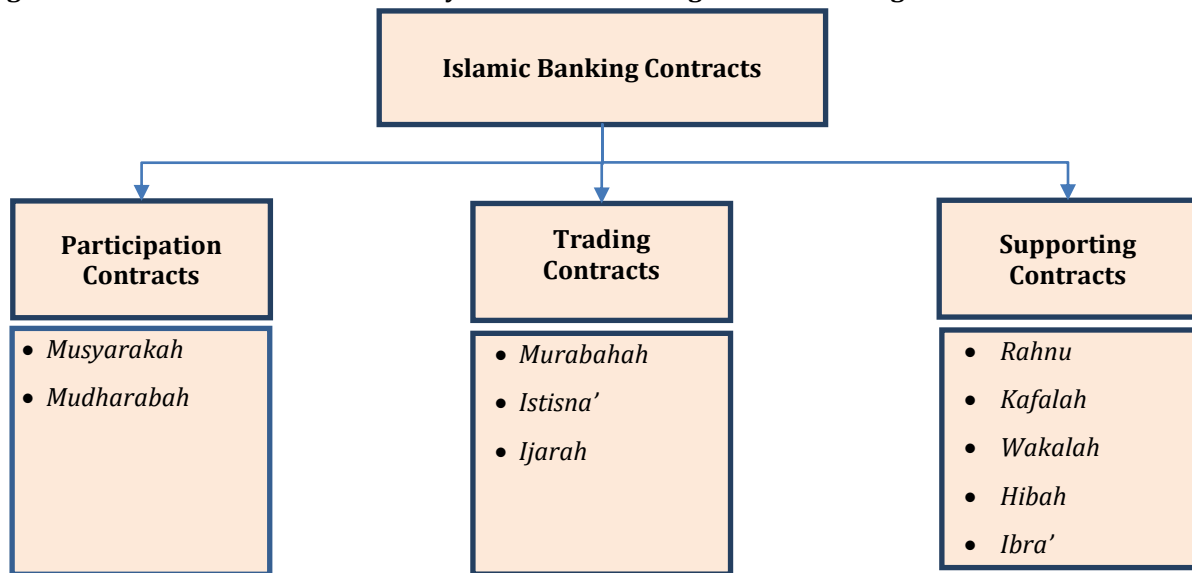 Islamic Banking Contracts
Participation
Contracts
• Musyarakah
• Mudharabah
Trading
Contracts
• Murabahah
• Istisna’
• Ijarah
Supporting
Contracts
• Rahnu
• Kafalah
• Wakalah
• Hibah
• Ibra’